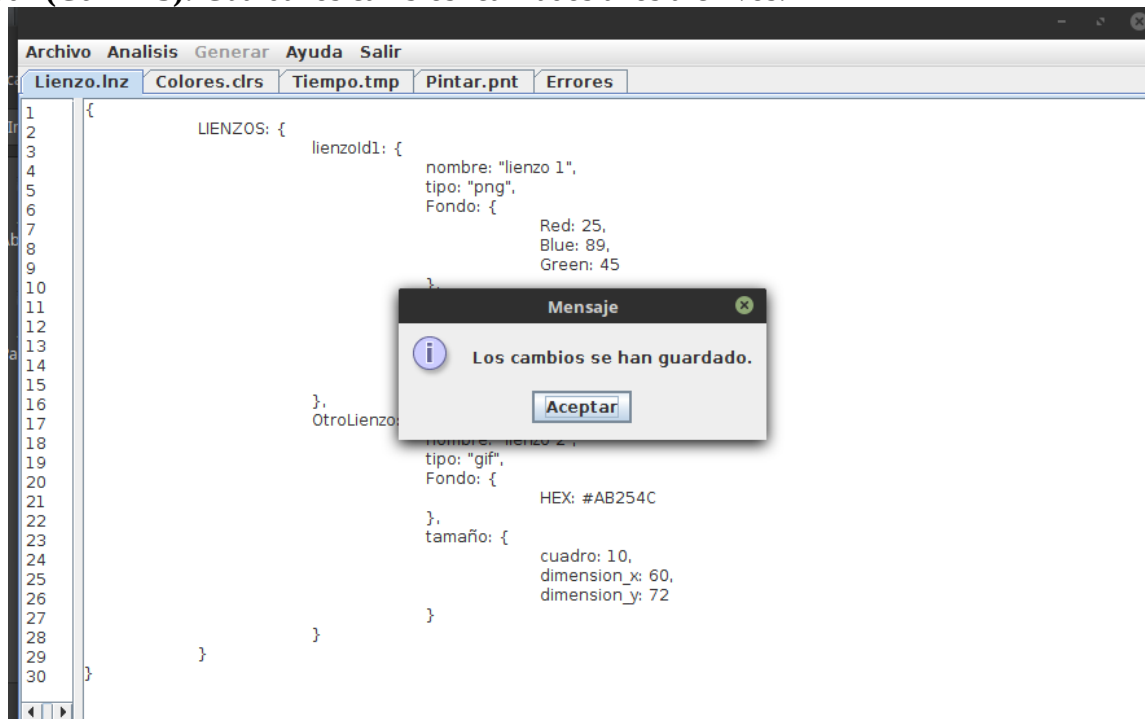 Archivo Analisis Generar Ayuda Salir
Lienzo.lnz Colores.clrs Tiempo.tmp Pintar.pnt Errores
1 {
2 LIENZOS: {
3 lienzoId1: {
4 nombre: "lienzo 1",
5 tipo: "png",
6 Fondo: {
7 Red: 25,
8 Blue: 89,
9 Green: 45
10 },
11
12
13
14
15
16 },
17 OtroLienzo
18 nombre: "lienzo 2",
19 tipo: "gif",
20 Fondo: {
21 HEX: #AB254C
22 },
23 tamaño: {
24 cuadro: 10,
25 dimension_x: 60,
26 dimension_y: 72
27 }
28 }
29 }
30 }
Mensaje
Los cambios se han guardado.
Aceptar